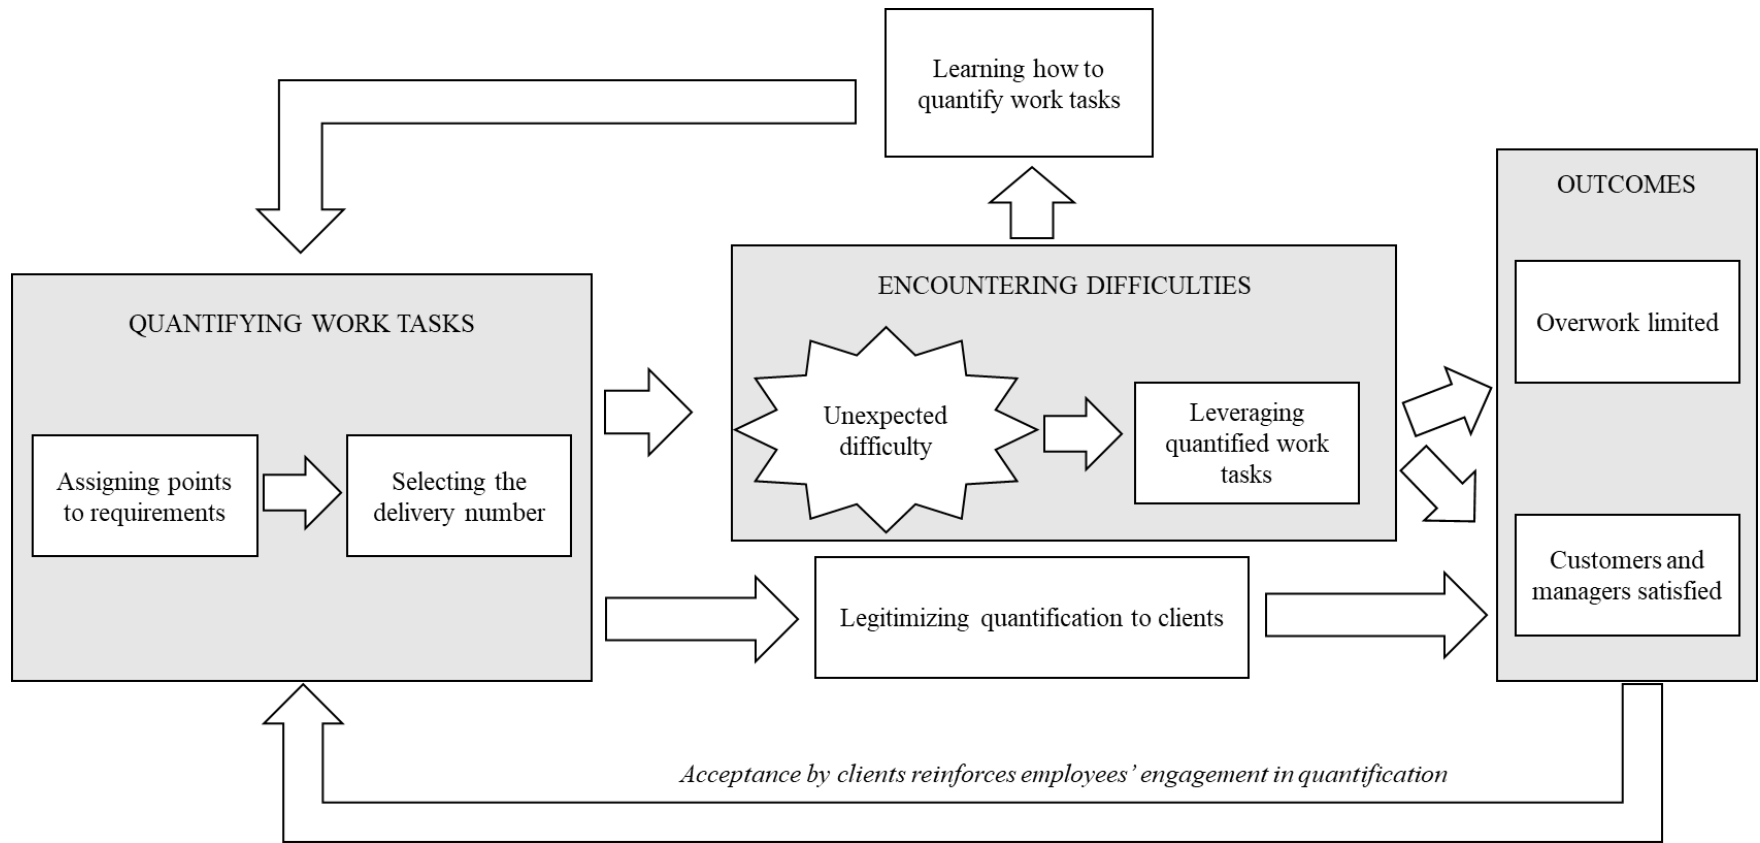 Learning how to
quantify work tasks
QUANTIFYING WORK TASKS
Assigning points
to requirements
Selecting the
delivery number
ENCOUNTERING DIFFICULTIES
Unexpected
difficulty
Leveraging
quantified work
tasks
Legitimizing quantification to clients
OUTCOMES
Overwork limited
Customers and
managers satisfied
Acceptance by clients reinforces employees’ engagement in quantification